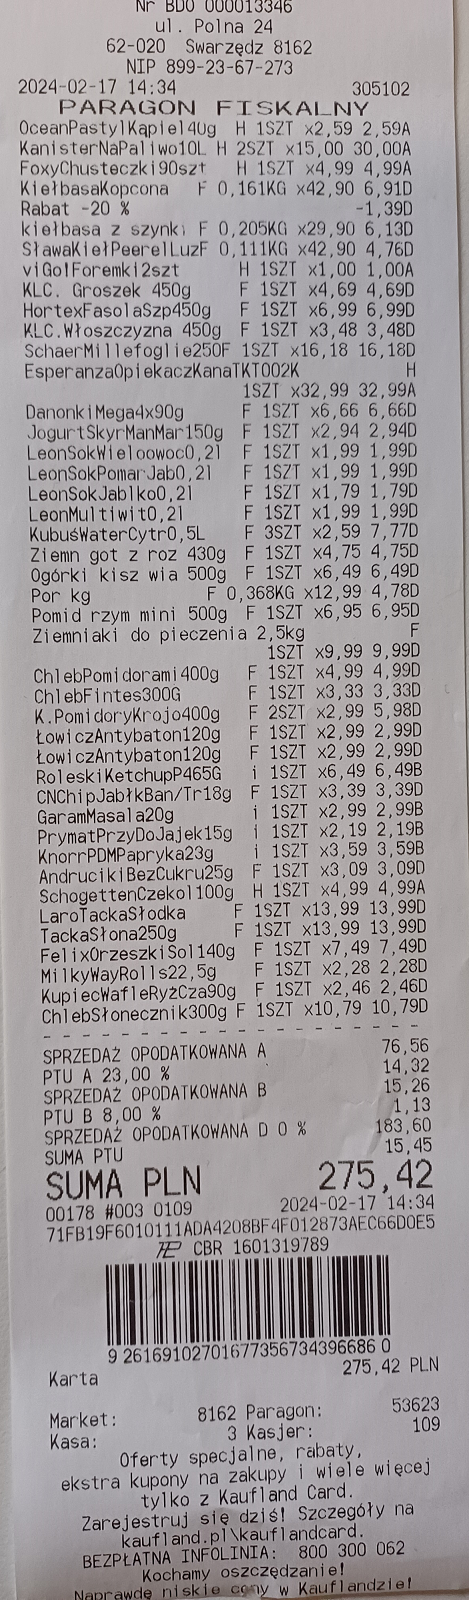 Nr BDO 000013346
ul. Polna 24
62-020 Swarzędz 8162
NIP 899-23-67-273
2024-02-17 14:34 305102
PARAGON FISKALNY
OceanPastylKąpiel40g H 1SZT x2,59 2,59A
KanisterNaPaliwo10L H 2SZT x15,00 30,00A
FoxyChusteczki90szt H 1SZT x4,99 4,99A
KiełbasaKopcona F 0,161KG x42,90 6,91D
Rabat -20 % -1,39D
kiełbasa z szynki F 0,205KG x29,90 6,13D
SławaKiełPeerelLuzF 0,111KG x42,90 4,76D
viGo!Foremki2szt H 1SZT x1,00 1,00A
KLC. Groszek 450g F 1SZT x4,69 4,69D
HortexFasolaSzp450g F 1SZT x6,99 6,99D
KLC.Włoszczyzna 450g F 1SZT x3,48 3,48D
SchaerMillefoglie250F 1SZT x16,18 16,18D
EsperanzaOpiekaczKanaTKT002K H
1SZT x32,99 32,99A
DanonkiMega4x90g F 1SZT x6,66 6,66D
JogurtSkyrManMar150g F 1SZT x2,94 2,94D
LeonSokWieloowoc0,2l F 1SZT x1,99 1,99D
LeonSokPomarJab0,2l F 1SZT x1,99 1,99D
LeonSokJabłko0,2l F 1SZT x1,79 1,79D
LeonMultiwit0,2l F 1SZT x1,99 1,99D
KubuśWaterCytr0,5L F 3SZT x2,59 7,77D
Ziemn got z roz 430g F 1SZT x4,75 4,75D
Ogórki kisz wia 500g F 1SZT x6,49 6,49D
Por kg F 0,368KG x12,99 4,78D
Pomid rzym mini 500g F 1SZT x6,95 6,95D
Ziemniaki do pieczenia 2,5kg F
1SZT x9,99 9,99D
ChlebPomidorami400g F 1SZT x4,99 4,99D
ChlebFintes300G F 1SZT x3,33 3,33D
K.PomidoryKrojo400g F 2SZT x2,99 5,98D
ŁowiczAntybaton120g F 1SZT x2,99 2,99D
ŁowiczAntybaton120g F 1SZT x2,99 2,99D
RoleskiKetchupP465G i 1SZT x6,49 6,49B
CNChipJabłkBan/Tr18g F 1SZT x3,39 3,39D
GaramMasala20g i 1SZT x2,99 2,99B
PrymatPrzyDoJajek15g i 1SZT x2,19 2,19B
KnorrPDMPapryka23g i 1SZT x3,59 3,59B
AndrucikiBezCukru25g F 1SZT x3,09 3,09D
SchogettenCzekol100g H 1SZT x4,99 4,99A
LaroTackaSłodka F 1SZT x13,99 13,99D
TackaSłona250g F 1SZT x13,99 13,99D
FelixOrzeszkiSol140g F 1SZT x7,49 7,49D
MilkyWayRolls22,5g F 1SZT x2,28 2,28D
KupiecWafleRyżCza90g F 1SZT x2,46 2,46D
ChlebSłonecznik300g F 1SZT x10,79 10,79D
SPRZEDAŻ OPODATKOWANA A 76,56
PTU A 23,00 % 14,32
SPRZEDAŻ OPODATKOWANA B 15,26
PTU B 8,00 % 1,13
SPRZEDAŻ OPODATKOWANA D 0 % 183,60
SUMA PTU 15,45
SUMA PLN 275,42
00178 #003 0109 2024-02-17 14:34
71FB19F6010111ADA4208BF4F012873AEC66D0E5
CBR 1601319789
9 261691027016773567343966860
Karta 275,42 PLN
Market: 8162 Paragon: 53623
Kasa: 3 Kasjer: 109
Oferty specjalne, rabaty,
ekstra kupony na zakupy i wiele więcej
tylko z Kaufland Card.
Zarejestruj się dziś! Szczegóły na
kaufland.pl\kauflandcard.
BEZPŁATNA INFOLINIA: 800 300 062
Kochamy oszczędzanie!
Naprawdę niskie ceny w Kauflandzie!